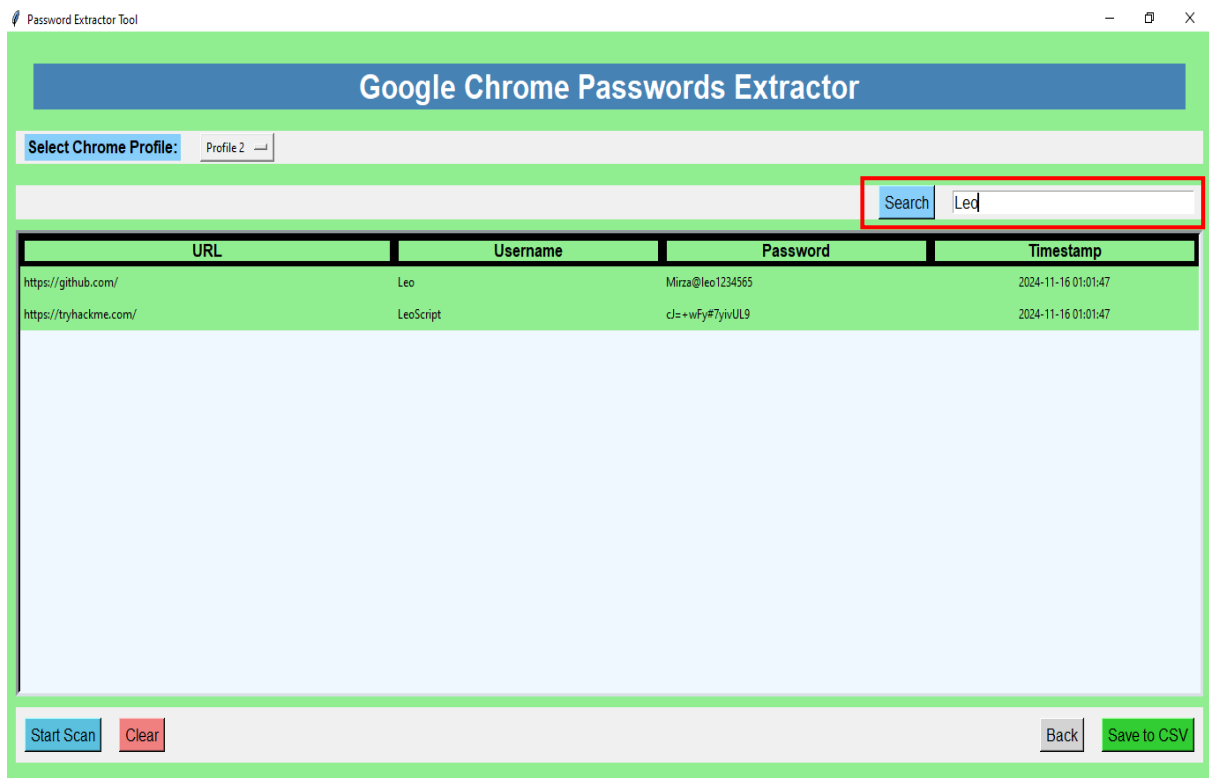 Password Extractor Tool
Google Chrome Passwords Extractor
Select Chrome Profile: Profile 2
Search Leo
URL Username Password Timestamp
https://github.com/ Leo Mirza@leo1234565 2024-11-16 01:01:47
https://tryhackme.com/ LeoScript cJ=+wFy#7yivUL9 2024-11-16 01:01:47
Start Scan Clear Back Save to CSV